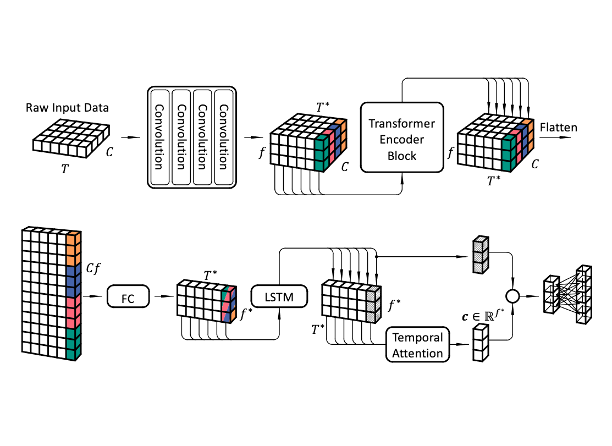 Raw Input Data
T
C
Convolution
Convolution
Convolution
Convolution
T*
f
C
Transformer
Encoder
Block
f
T*
C
Flatten
Cf
FC
T*
f*
LSTM
T*
f*
Temporal
Attention
c ∈ ℝ^{f*}